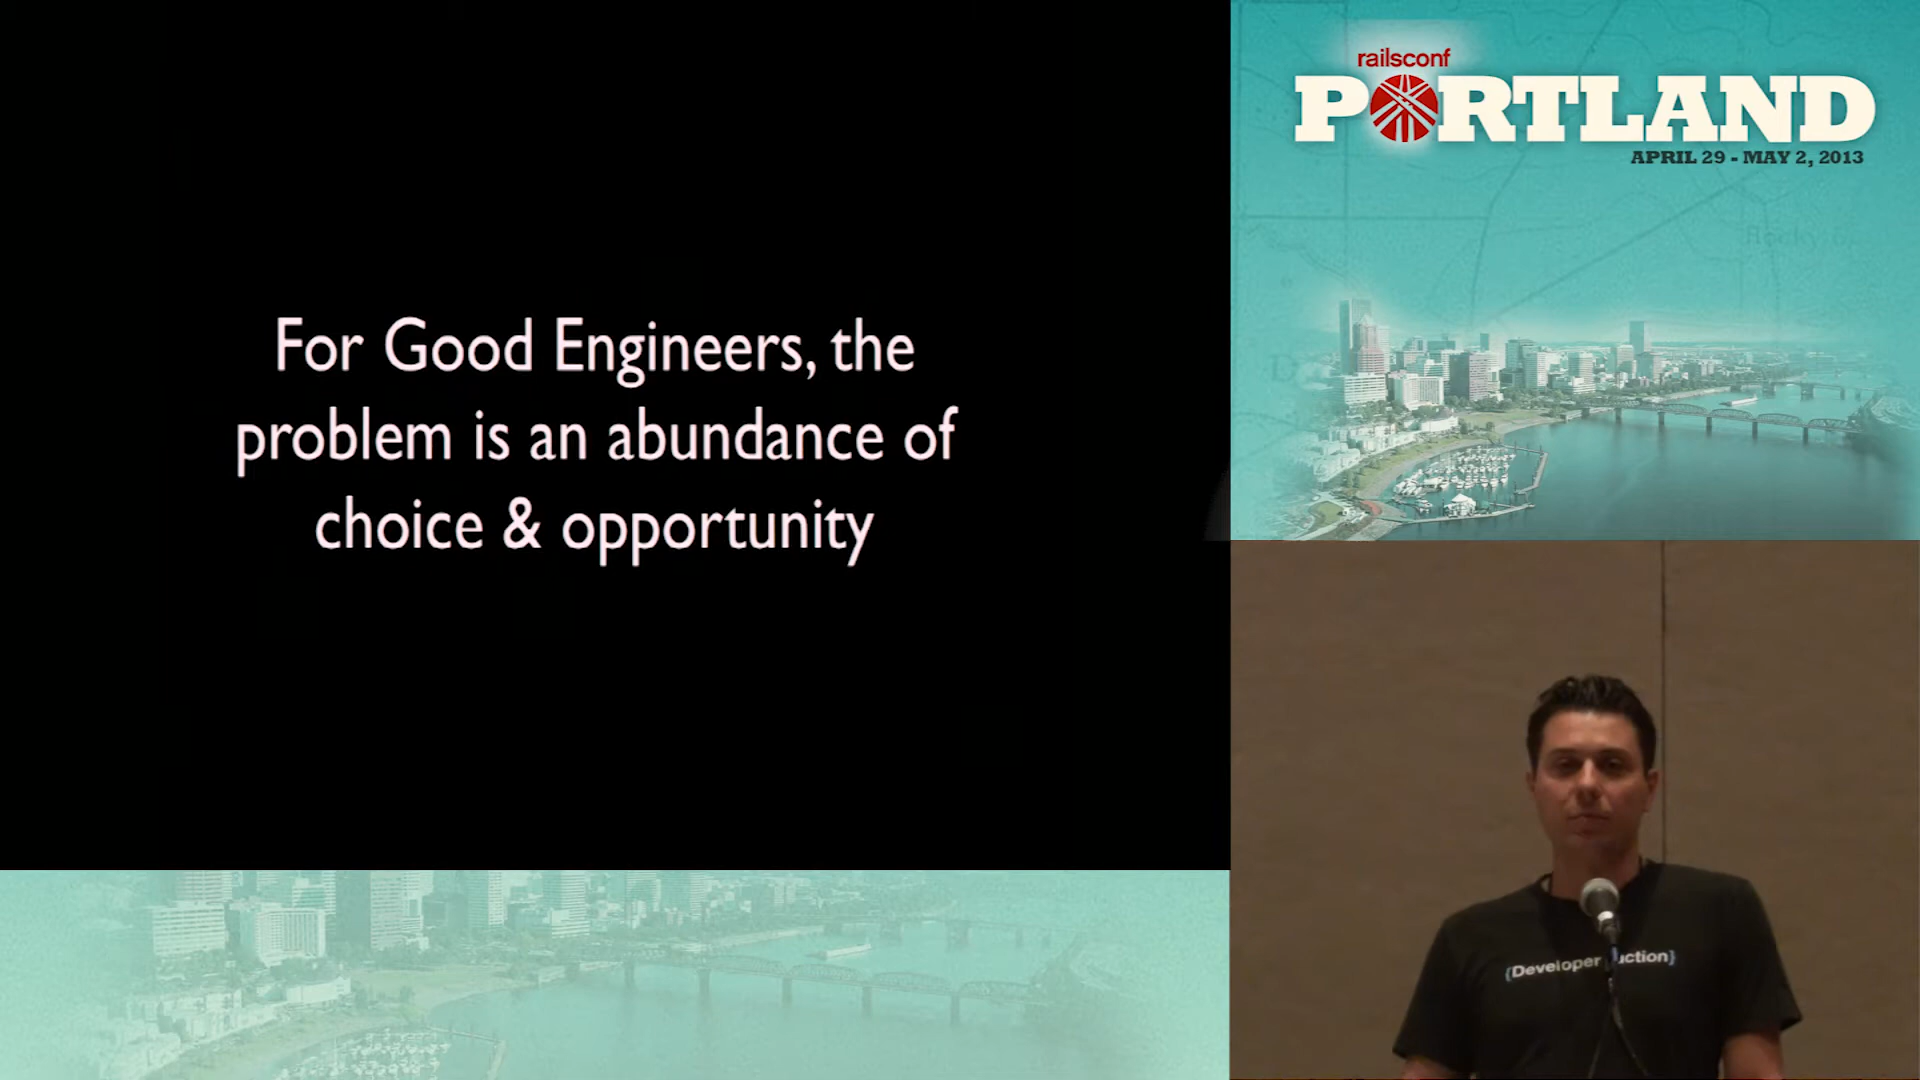 For Good Engineers, the
problem is an abundance of
choice & opportunity
railsconf
PORTLAND
APRIL 29 - MAY 2, 2013
{Developer uction}